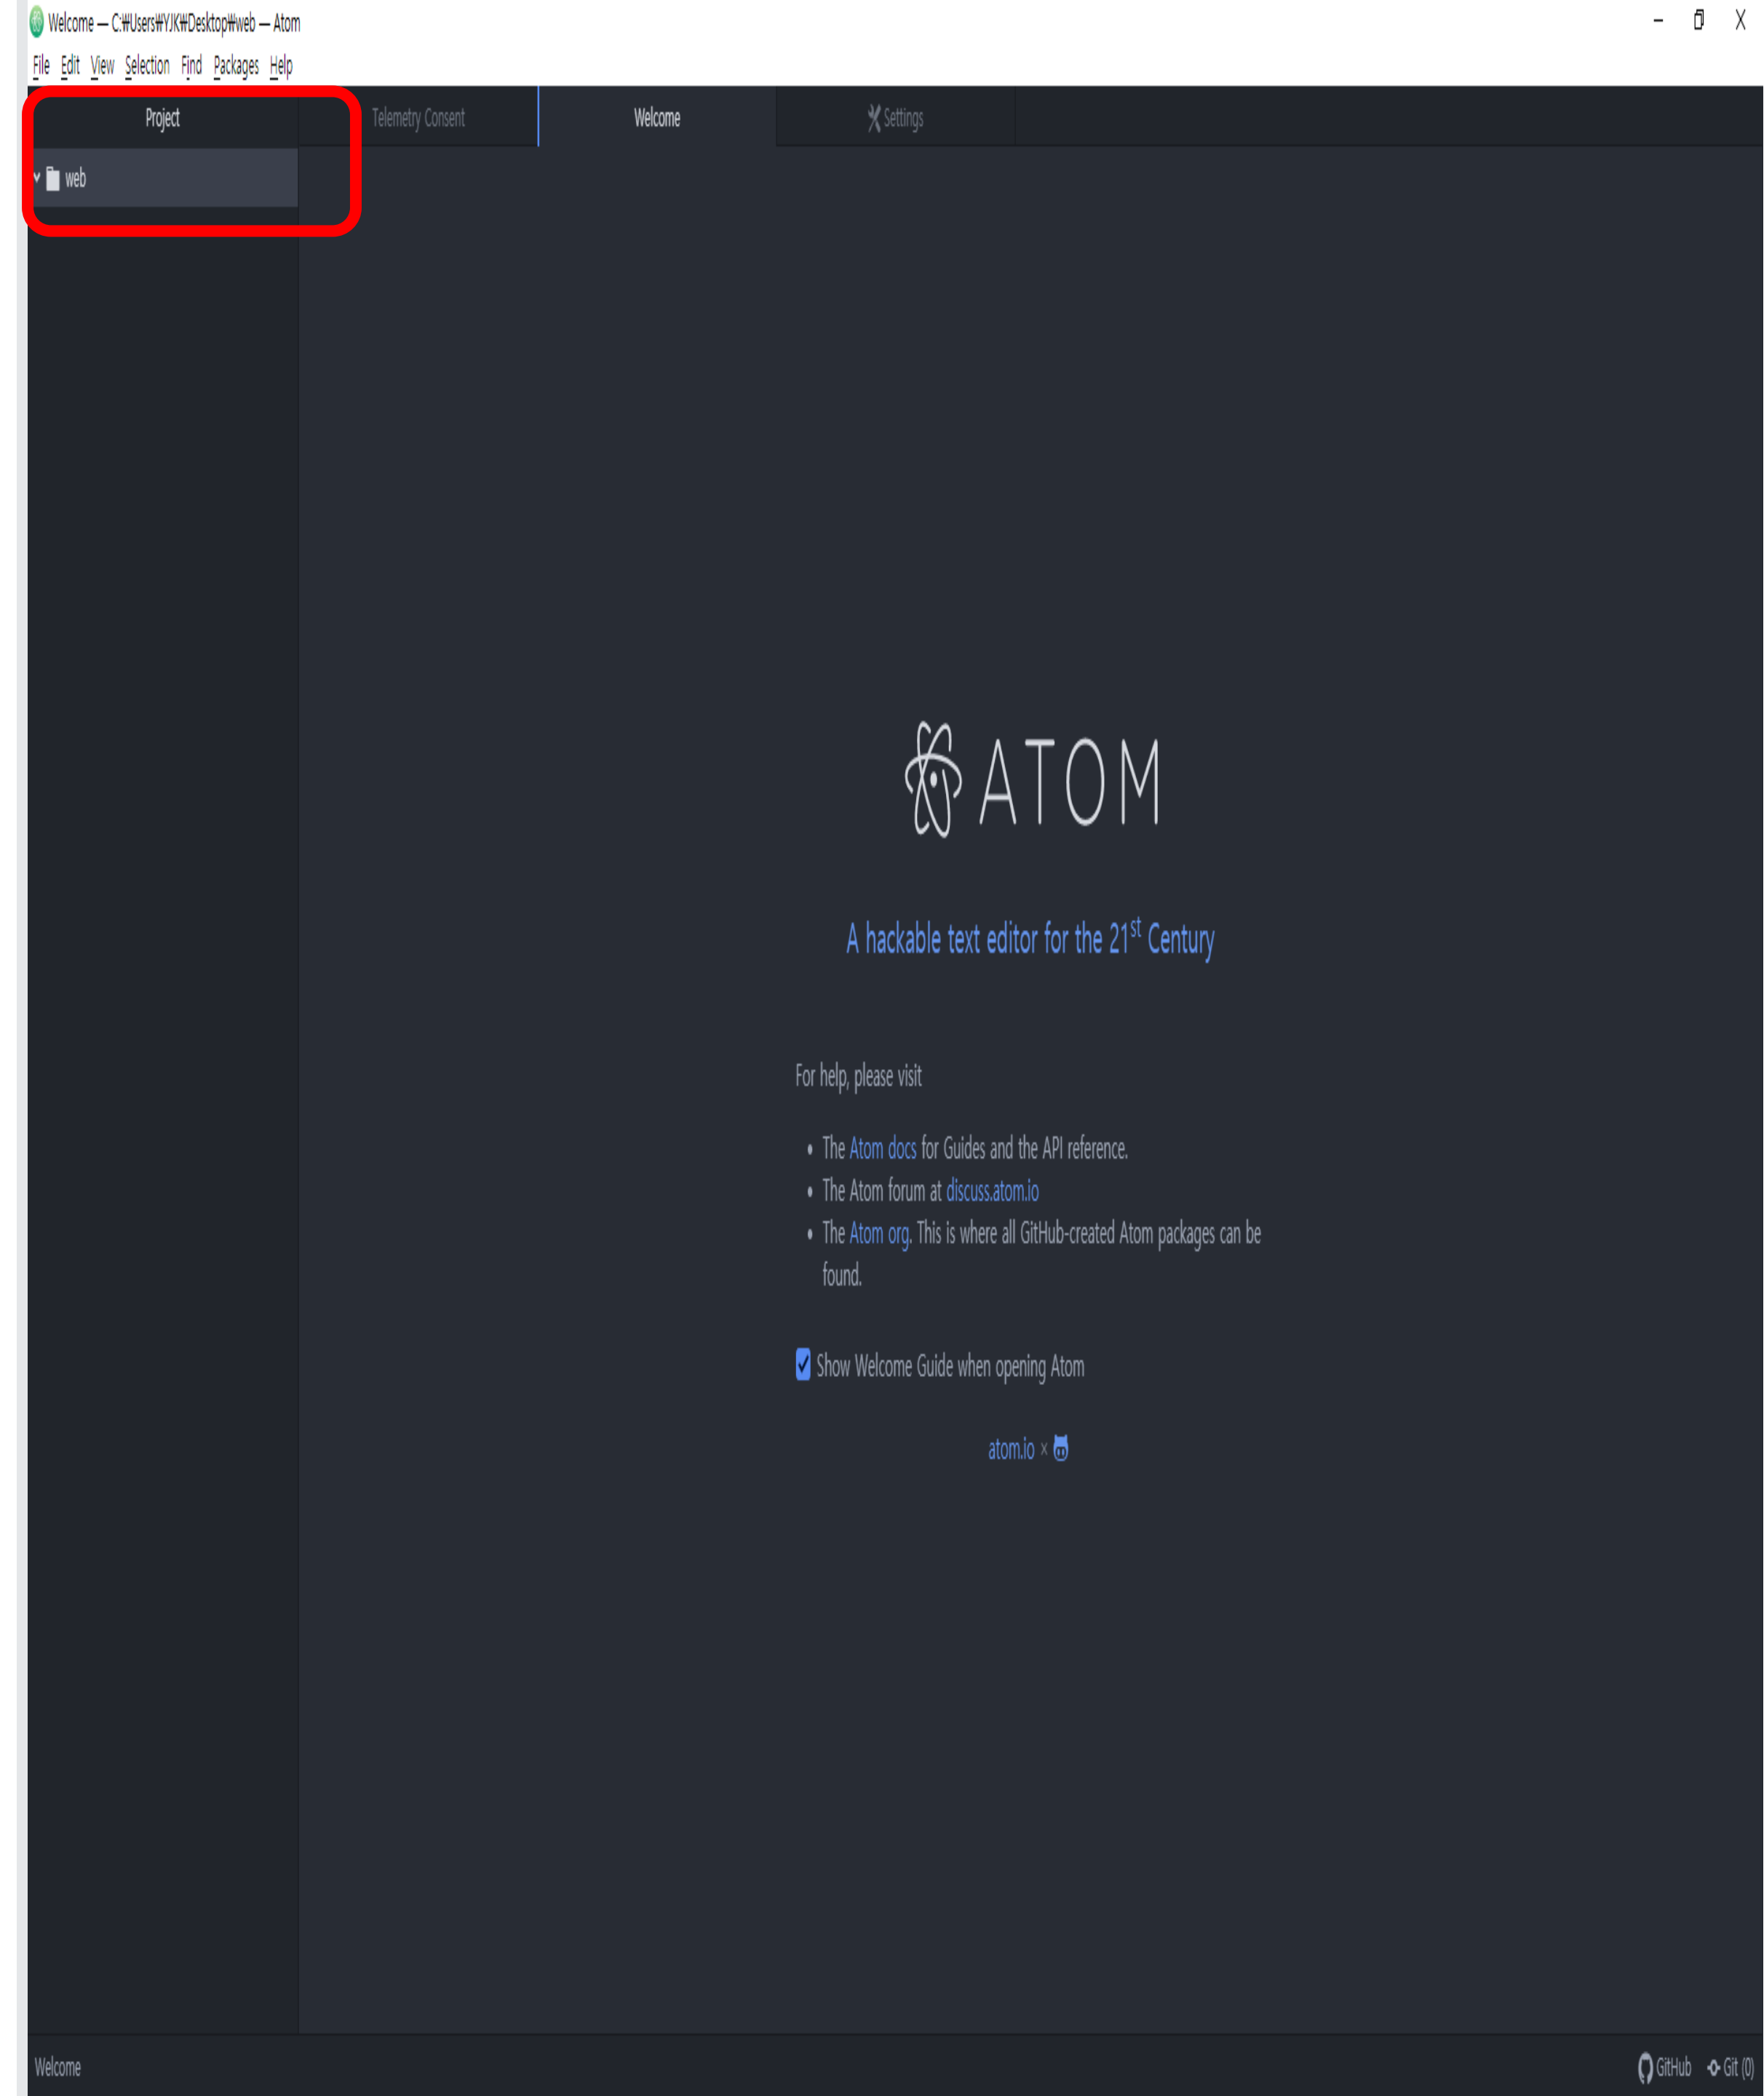 Welcome — C:₩Users₩YJK₩Desktop₩web — Atom
File Edit View Selection Find Packages Help
Project
Telemetry Consent
Welcome
Settings
web
ATOM
A hackable text editor for the 21st Century
For help, please visit
• The Atom docs for Guides and the API reference.
• The Atom forum at discuss.atom.io
• The Atom org. This is where all GitHub-created Atom packages can be
found.
Show Welcome Guide when opening Atom
atom.io ×
Welcome
GitHub
Git (0)